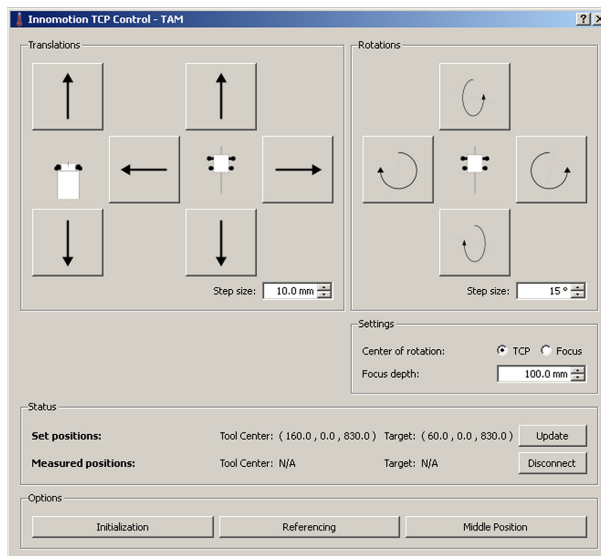 Innomotion TCP Control - TAM
Translations
Rotations
Step size: 10.0 mm
Step size: 15 °
Settings
Center of rotation: TCP Focus
Focus depth: 100.0 mm
Status
Set positions: Tool Center: ( 160.0 , 0.0 , 830.0 ) Target: ( 60.0 , 0.0 , 830.0 ) Update
Measured positions: Tool Center: N/A Target: N/A Disconnect
Options
Initialization Referencing Middle Position